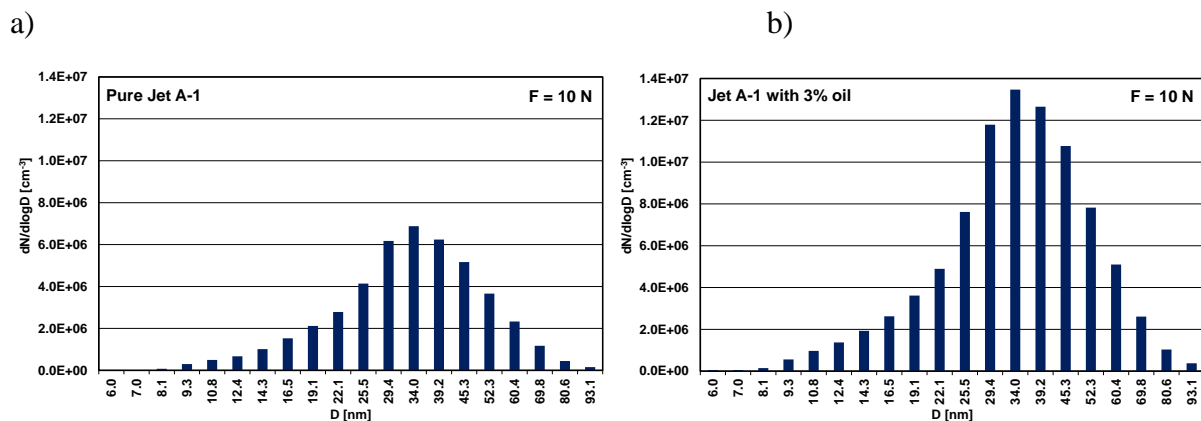 a)
b)
Pure Jet A-1
F = 10 N
dN/dlogD [cm-3]
1.4E+07
1.2E+07
1.0E+07
8.0E+06
6.0E+06
4.0E+06
2.0E+06
0.0E+00
6.0 7.0 8.1 9.3 10.8 12.4 14.3 16.5 19.1 22.1 25.5 29.4 34.0 39.2 45.3 52.3 60.4 69.8 80.6 93.1
D [nm]
Jet A-1 with 3% oil
F = 10 N
dN/dlogD [cm-3]
1.4E+07
1.2E+07
1.0E+07
8.0E+06
6.0E+06
4.0E+06
2.0E+06
0.0E+00
6.0 7.0 8.1 9.3 10.8 12.4 14.3 16.5 19.1 22.1 25.5 29.4 34.0 39.2 45.3 52.3 60.4 69.8 80.6 93.1
D [nm]